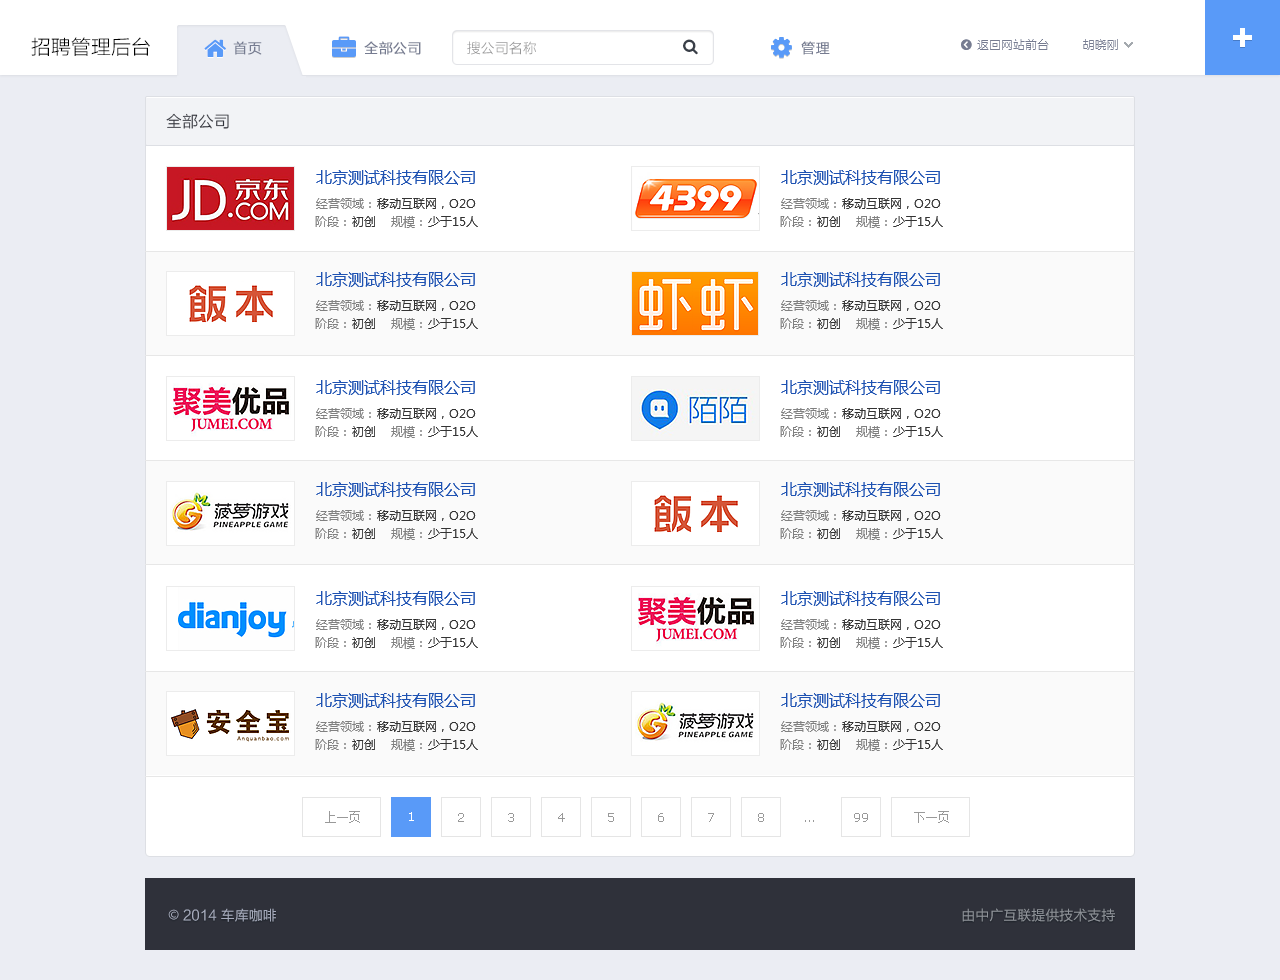 招聘管理后台
首页
全部公司
搜公司名称
管理
返回网站前台
胡晓刚
全部公司
JD.COM 京东
北京测试科技有限公司
经营领域：移动互联网，O2O
阶段：初创 规模：少于15人
4399
北京测试科技有限公司
经营领域：移动互联网，O2O
阶段：初创 规模：少于15人
飯本
北京测试科技有限公司
经营领域：移动互联网，O2O
阶段：初创 规模：少于15人
虾虾
北京测试科技有限公司
经营领域：移动互联网，O2O
阶段：初创 规模：少于15人
聚美优品
JUMEI.COM
北京测试科技有限公司
经营领域：移动互联网，O2O
阶段：初创 规模：少于15人
陌陌
北京测试科技有限公司
经营领域：移动互联网，O2O
阶段：初创 规模：少于15人
菠萝游戏
PINEAPPLE GAME
北京测试科技有限公司
经营领域：移动互联网，O2O
阶段：初创 规模：少于15人
飯本
北京测试科技有限公司
经营领域：移动互联网，O2O
阶段：初创 规模：少于15人
dianjoy
北京测试科技有限公司
经营领域：移动互联网，O2O
阶段：初创 规模：少于15人
聚美优品
JUMEI.COM
北京测试科技有限公司
经营领域：移动互联网，O2O
阶段：初创 规模：少于15人
安全宝
Anquanbao.com
北京测试科技有限公司
经营领域：移动互联网，O2O
阶段：初创 规模：少于15人
菠萝游戏
PINEAPPLE GAME
北京测试科技有限公司
经营领域：移动互联网，O2O
阶段：初创 规模：少于15人
上一页 1 2 3 4 5 6 7 8 ... 99 下一页
© 2014 车库咖啡
由中广互联提供技术支持